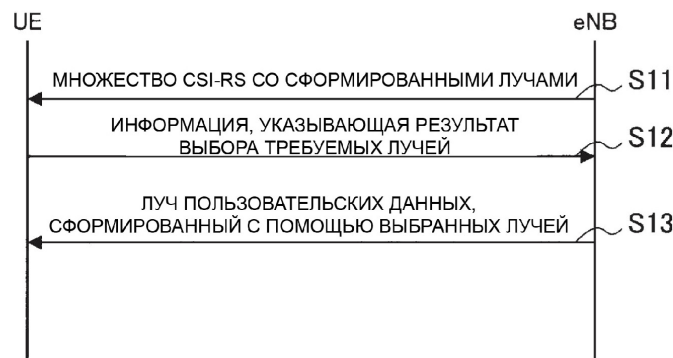 UE eNB
МНОЖЕСТВО CSI-RS СО СФОРМИРОВАННЫМИ ЛУЧАМИ S11
ИНФОРМАЦИЯ, УКАЗЫВАЮЩАЯ РЕЗУЛЬТАТ
ВЫБОРА ТРЕБУЕМЫХ ЛУЧЕЙ S12
ЛУЧ ПОЛЬЗОВАТЕЛЬСКИХ ДАННЫХ,
СФОРМИРОВАННЫЙ С ПОМОЩЬЮ ВЫБРАННЫХ ЛУЧЕЙ S13